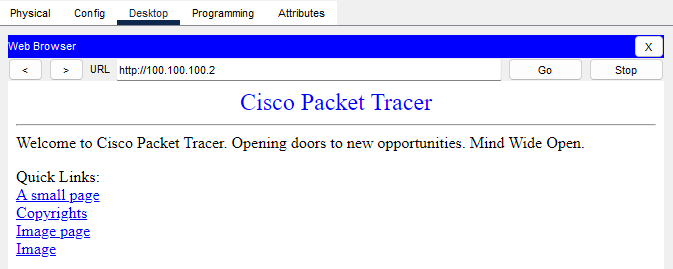 Physical Config Desktop Programming Attributes
Web Browser X
< > URL http://100.100.100.2 Go Stop
Cisco Packet Tracer
Welcome to Cisco Packet Tracer. Opening doors to new opportunities. Mind Wide Open.
Quick Links:
A small page
Copyrights
Image page
Image